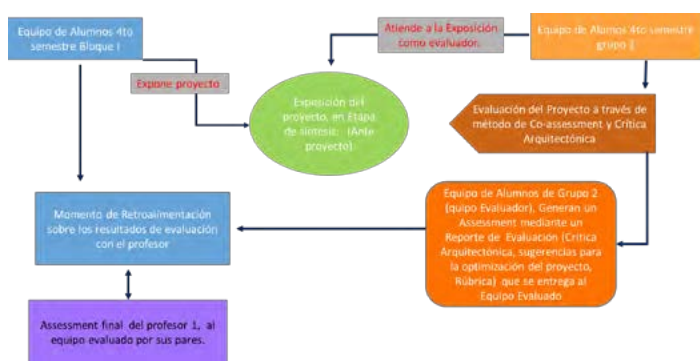 Equipo de Alumnos 4to
semestre Bloque I
Atiende a la Exposición
como evaluador.
Equipo de Alumnos 4to semestre
grupo 2
Expone proyecto
Exposición del
proyecto, en Etapa
de síntesis. (Ante
proyecto)
Evaluación del Proyecto a través de
método de Co-assessment y Crítica
Arquitectónica
Equipo de Alumnos de Grupo 2.
(quipo Evaluador), Generan un
Assessment mediante un
Reporte de Evaluación (Crítica
Arquitectónica, sugerencias para
la optimización del proyecto,
Rúbrica) que se entrega al
Equipo Evaluado
Momento de Retroalimentación
sobre los resultados de evaluación
con el profesor
Assessment final del profesor 1, al
equipo evaluado por sus pares.